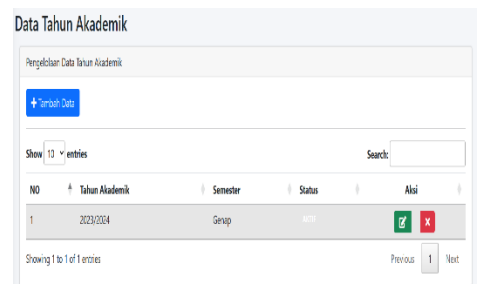 Data Tahun Akademik
Pengelolaan Data Tahun Akademik
+ Tambah Data
Show 10 entries Search:
NO Tahun Akademik Semester Status Aksi
1 2023/2024 Genap AKTIF
Showing 1 to 1 of 1 entries Previous 1 Next